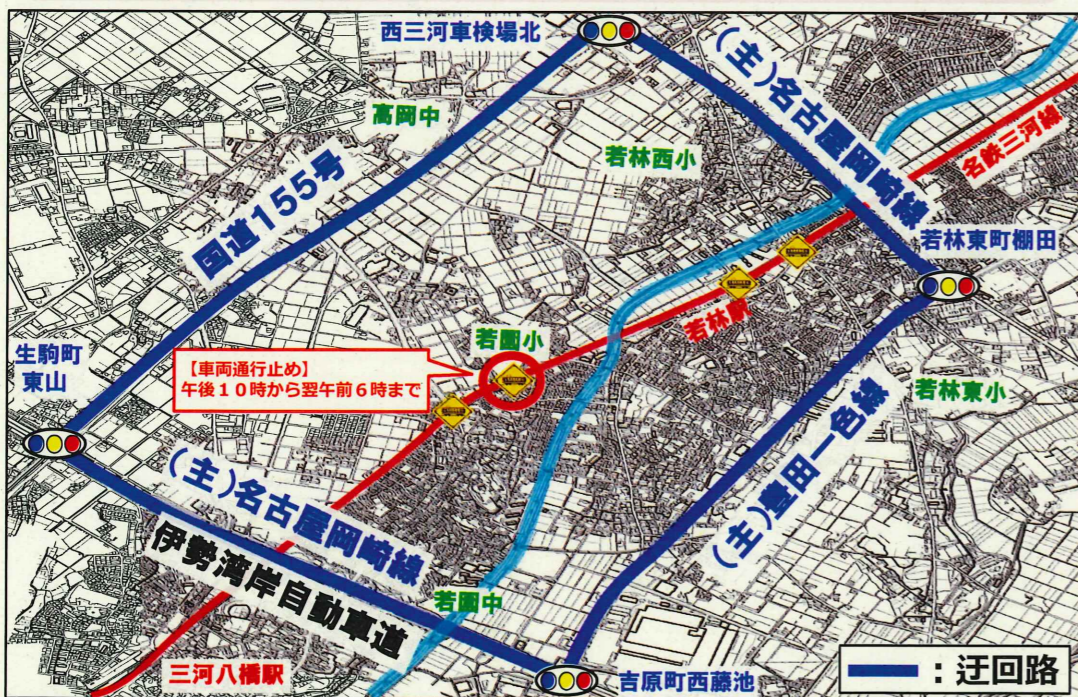 西三河車検場北
(主)名古屋岡崎線
高岡中
若林西小
名鉄三河線
国道155号
若林東町棚田
若林駅
生駒町
東山
若園小
【車両通行止め】
午後10時から翌午前6時まで
若林東小
(主)名古屋岡崎線
伊勢湾岸自動車道
(主)豊田一色線
若園中
三河八橋駅
吉原町西藤池
:迂回路